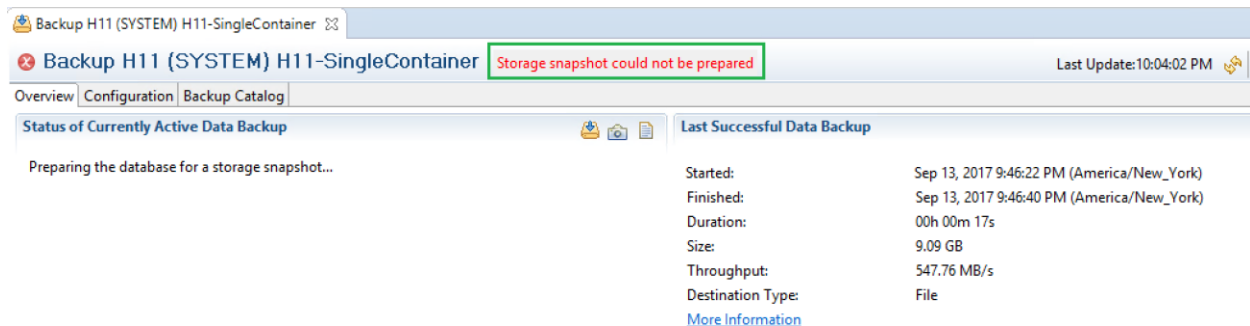 Backup H11 (SYSTEM) H11-SingleContainer
Backup H11 (SYSTEM) H11-SingleContainer Storage snapshot could not be prepared Last Update:10:04:02 PM
Overview Configuration Backup Catalog
Status of Currently Active Data Backup
Preparing the database for a storage snapshot...
Last Successful Data Backup
Started: Sep 13, 2017 9:46:22 PM (America/New_York)
Finished: Sep 13, 2017 9:46:40 PM (America/New_York)
Duration: 00h 00m 17s
Size: 9.09 GB
Throughput: 547.76 MB/s
Destination Type: File
More Information